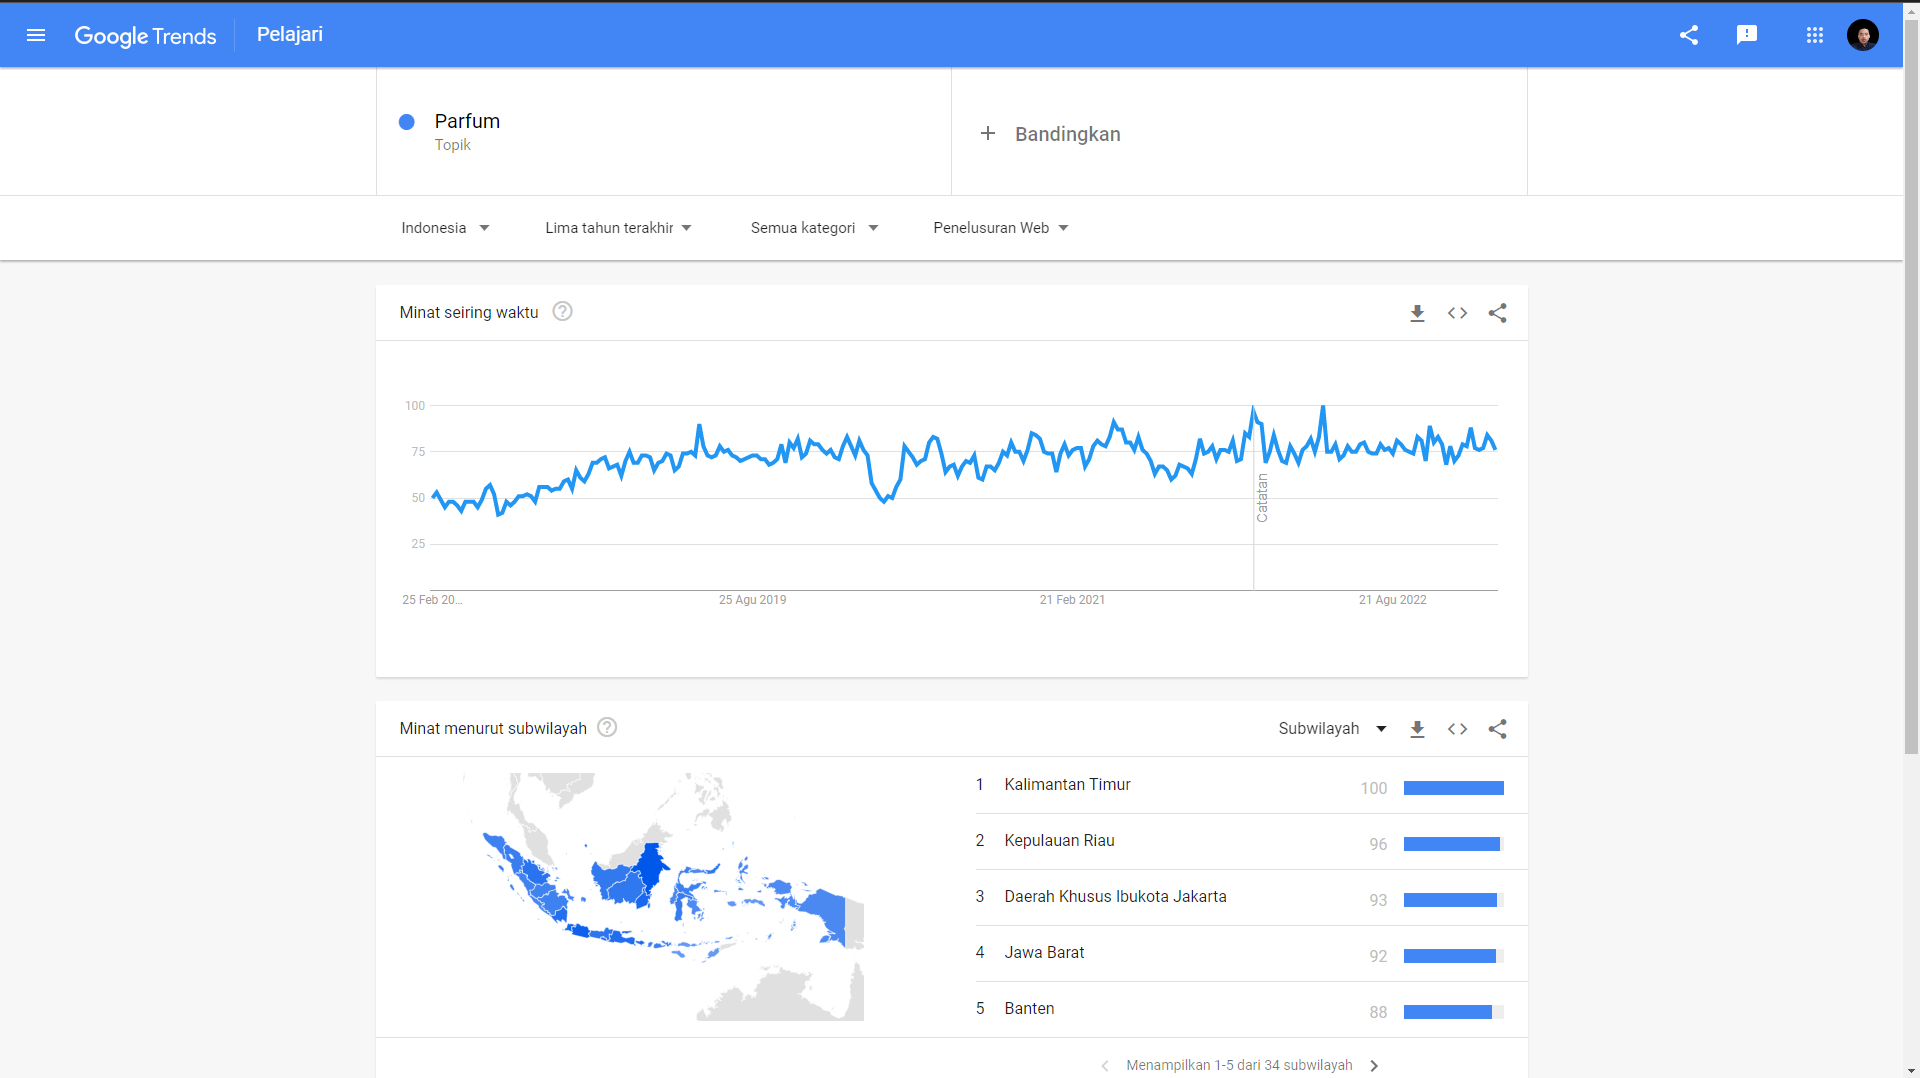 Google Trends
Pelajari
Parfum
Topik
+ Bandingkan
Indonesia
Lima tahun terakhir
Semua kategori
Penelusuran Web
Minat seiring waktu
100
75
50
25
Catatan
25 Feb 20...
25 Agu 2019
21 Feb 2021
21 Agu 2022
Minat menurut subwilayah
Subwilayah
1 Kalimantan Timur 100
2 Kepulauan Riau 96
3 Daerah Khusus Ibukota Jakarta 93
4 Jawa Barat 92
5 Banten 88
Menampilkan 1-5 dari 34 subwilayah